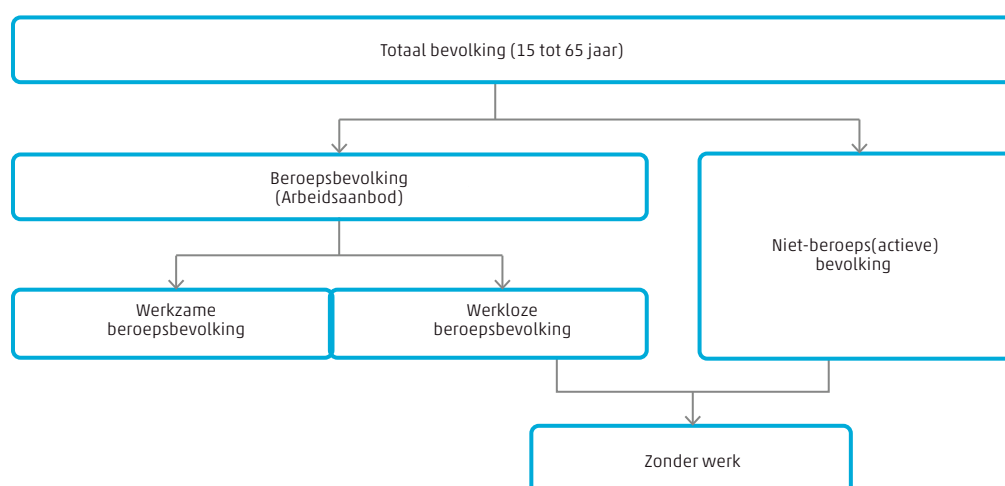 Totaal bevolking (15 tot 65 jaar)
Beroepsbevolking
(Arbeidsaanbod)
Niet-beroeps(actieve)
bevolking
Werkzame
beroepsbevolking
Werkloze
beroepsbevolking
Zonder werk